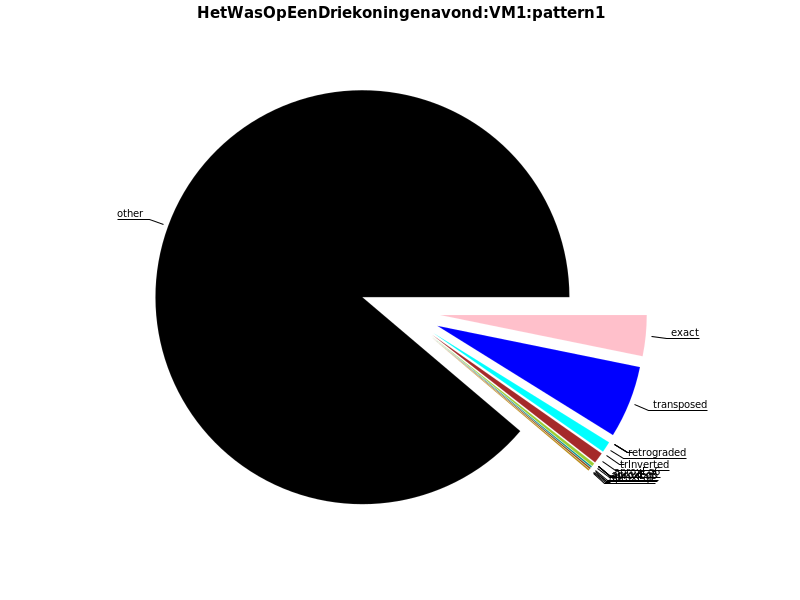 HetWasOpEenDriekoningenavond:VM1:pattern1
other
exact
transposed
retrograded
trInverted